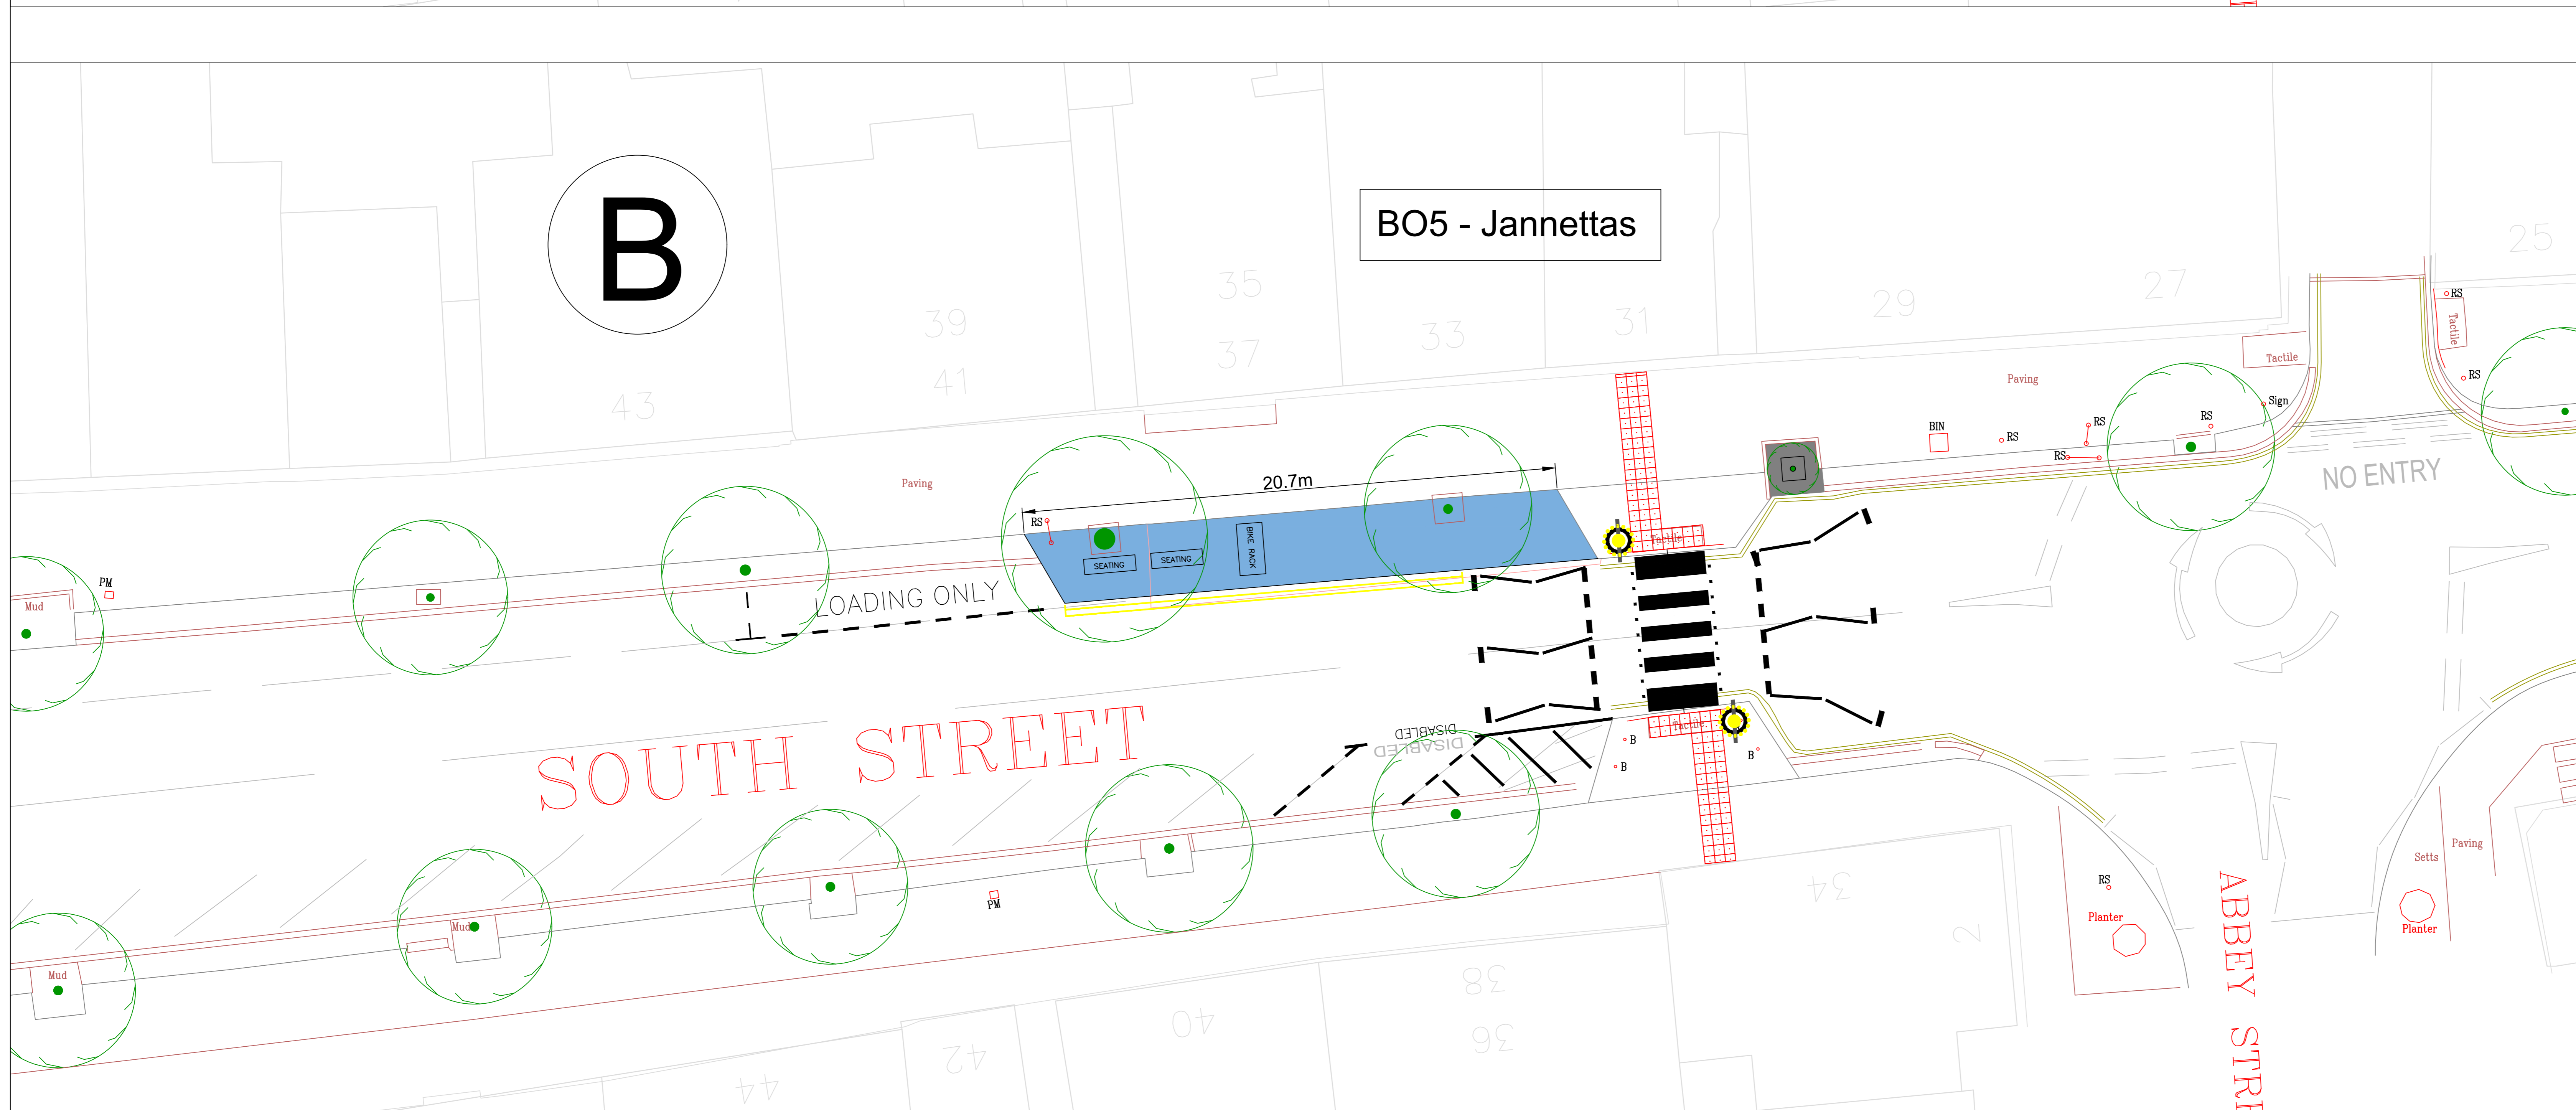 B
BO5 - Jannettas
25
27
29
31
33
35
37
39
41
43
RS
Tactile
RS
Tactile
Sign
Paving
RS
RS
RS
RS
BIN
NO ENTRY
20.7m
Paving
RS
SEATING
SEATING
BIKE RACK
Tactile
LOADING ONLY
PM
Mud
SOUTH STREET
DISABLED
DISABLED
Tactile
B
B
B
PM
Mud
Mud
34
2
38
36
40
42
44
RS
Planter
ABBEY STRE
Setts
Paving
Planter